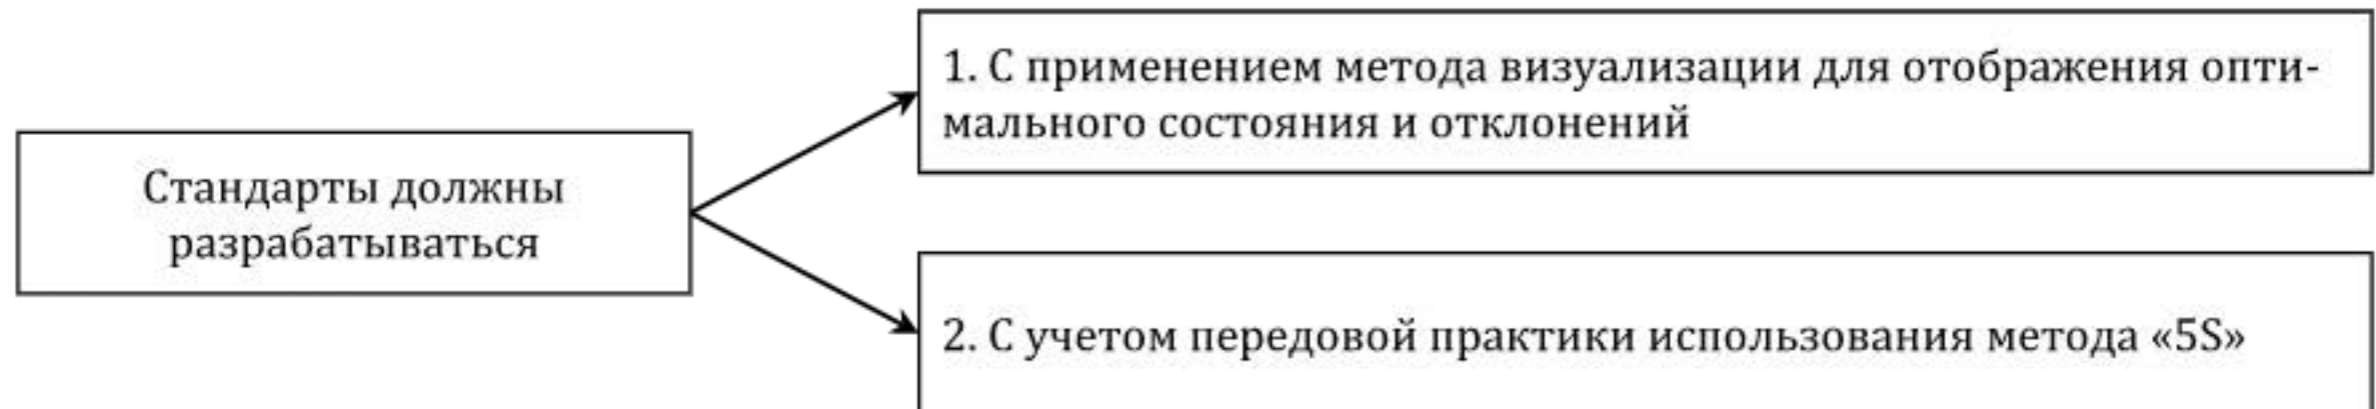 Стандарты должны
разрабатываться
1. С применением метода визуализации для отображения опти-
мального состояния и отклонений
2. С учетом передовой практики использования метода «5S»